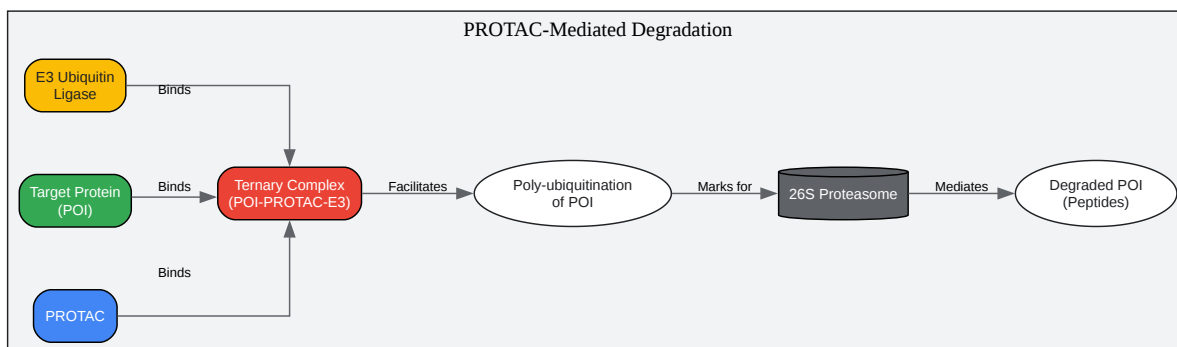 PROTAC-Mediated Degradation
E3 Ubiquitin
Ligase
Binds
Target Protein
(POI)
Binds
Ternary Complex
(POI-PROTAC-E3)
Facilitates
Poly-ubiquitination
of POI
Marks for
26S Proteasome
Mediates
Degraded POI
(Peptides)
Binds
PROTAC